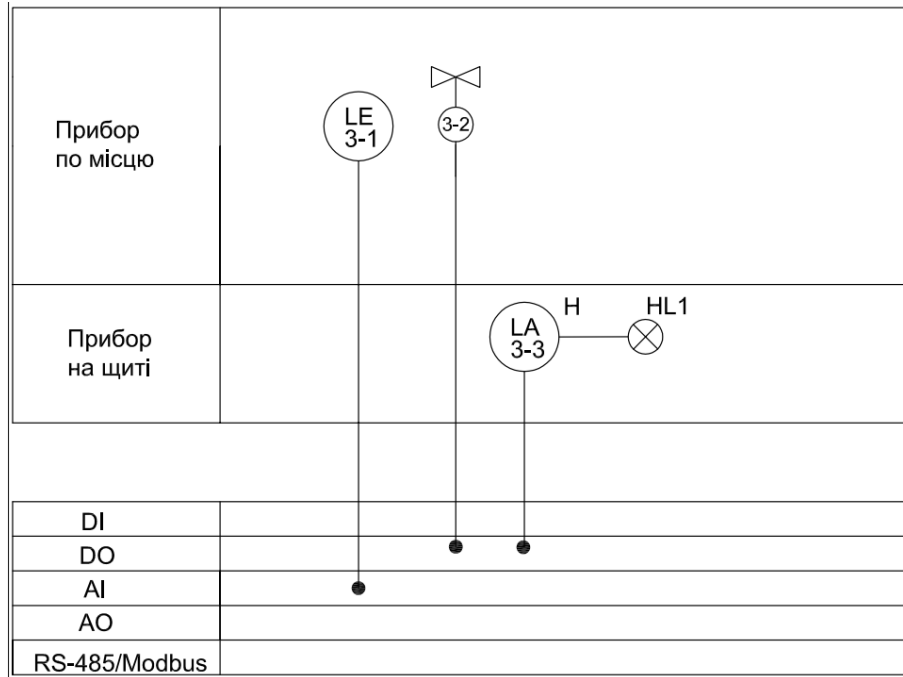 Прибор
по місцю
LE
3-1
3-2
Прибор
на щиті
LA
3-3
H
HL1
DI
DO
AI
AO
RS-485/Modbus